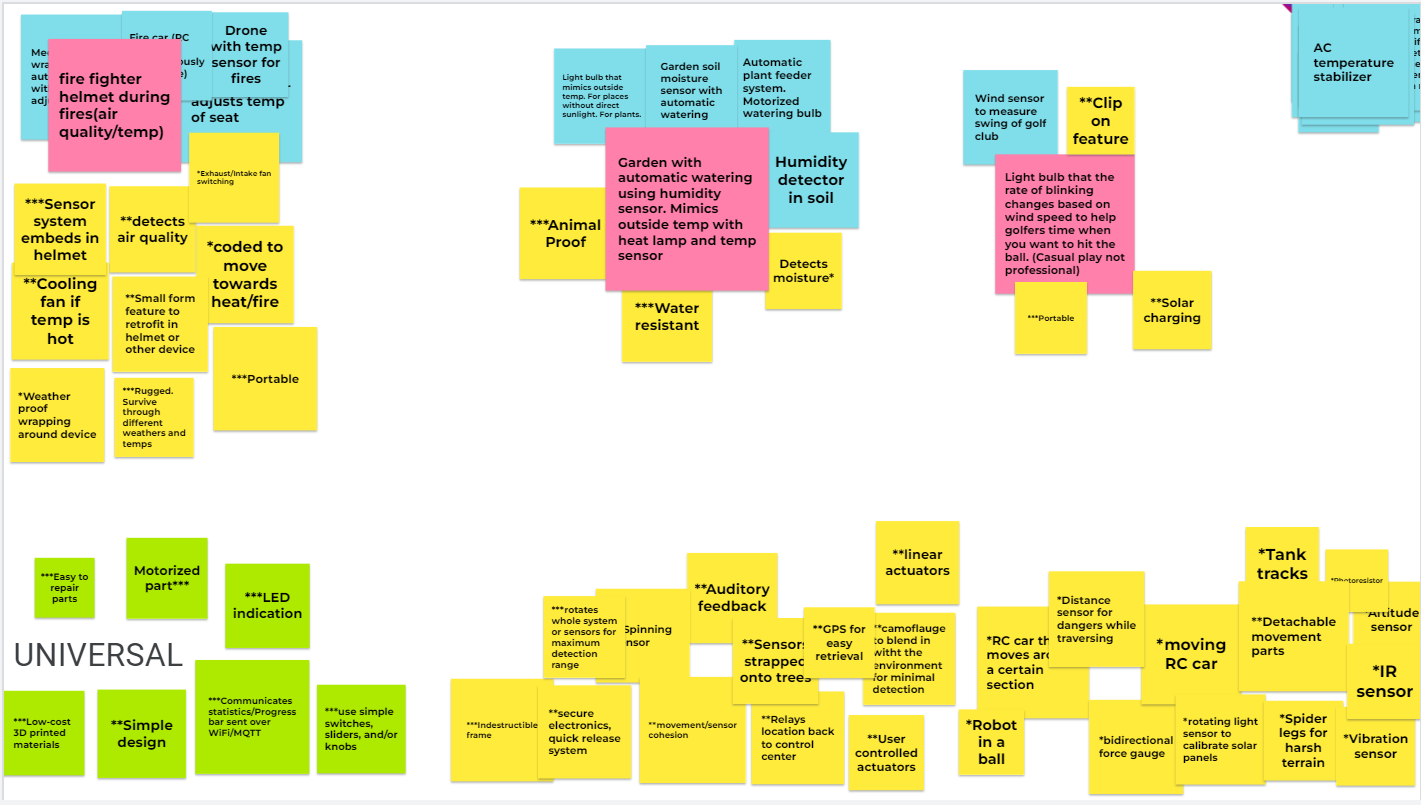 Fire car (PC
Drone
with temp
sensor for
fires
adjusts temp
of seat
fire fighter
helmet during
fires(air
quality/temp)
*Exhaust/Intake fan
switching
***Sensor
system
embeds in
helmet
**detects
air quality
*coded to
move
towards
heat/fire
**Cooling
fan if
temp is
hot
**Small form
feature to
retrofit in
helmet or
other device
***Portable
*Weather
proof
wrapping
around device
***Rugged.
Survive
through
different
weathers and
temps
Light bulb that
mimics outside
temp. For places
without direct
sunlight. For plants.
Garden soil
moisture
sensor with
automatic
watering
Automatic
plant feeder
system.
Motorized
watering bulb
Garden with
automatic watering
using humidity
sensor. Mimics
outside temp with
heat lamp and temp
sensor
Humidity
detector
in soil
***Animal
Proof
Detects
moisture*
***Water
resistant
Wind sensor
to measure
swing of golf
club
**Clip
on
feature
Light bulb that the
rate of blinking
changes based on
wind speed to help
golfers time when
you want to hit the
ball. (Casual play not
professional)
***Portable
**Solar
charging
AC
temperature
stabilizer
***Easy to
repair
parts
Motorized
part***
***LED
indication
UNIVERSAL
***Low-cost
3D printed
materials
**Simple
design
***Communicates
statistics/Progress
bar sent over
WiFi/MQTT
***use simple
switches,
sliders, and/or
knobs
***rotates
whole system
or sensors for
maximum
detection
range
Spinning
**Auditory
feedback
**linear
actuators
**Sensors
strapped
onto trees
**GPS for
easy
retrieval
**camoflauge
to blend in
witht the
environment
for minimal
detection
***Indestructible
frame
**secure
electronics,
quick release
system
**movement/sensor
cohesion
**Relays
location back
to control
center
**User
controlled
actuators
*RC car
moves
a certain
section
*Distance
sensor for
dangers while
traversing
*moving
RC car
*Tank
tracks
*Photoresistor
**Detachable
movement
parts
*Altitude
sensor
*IR
sensor
*Robot
in a
ball
*bidirectional
force gauge
*rotating light
sensor to
calibrate solar
panels
*Spider
legs for
harsh
terrain
*Vibration
sensor